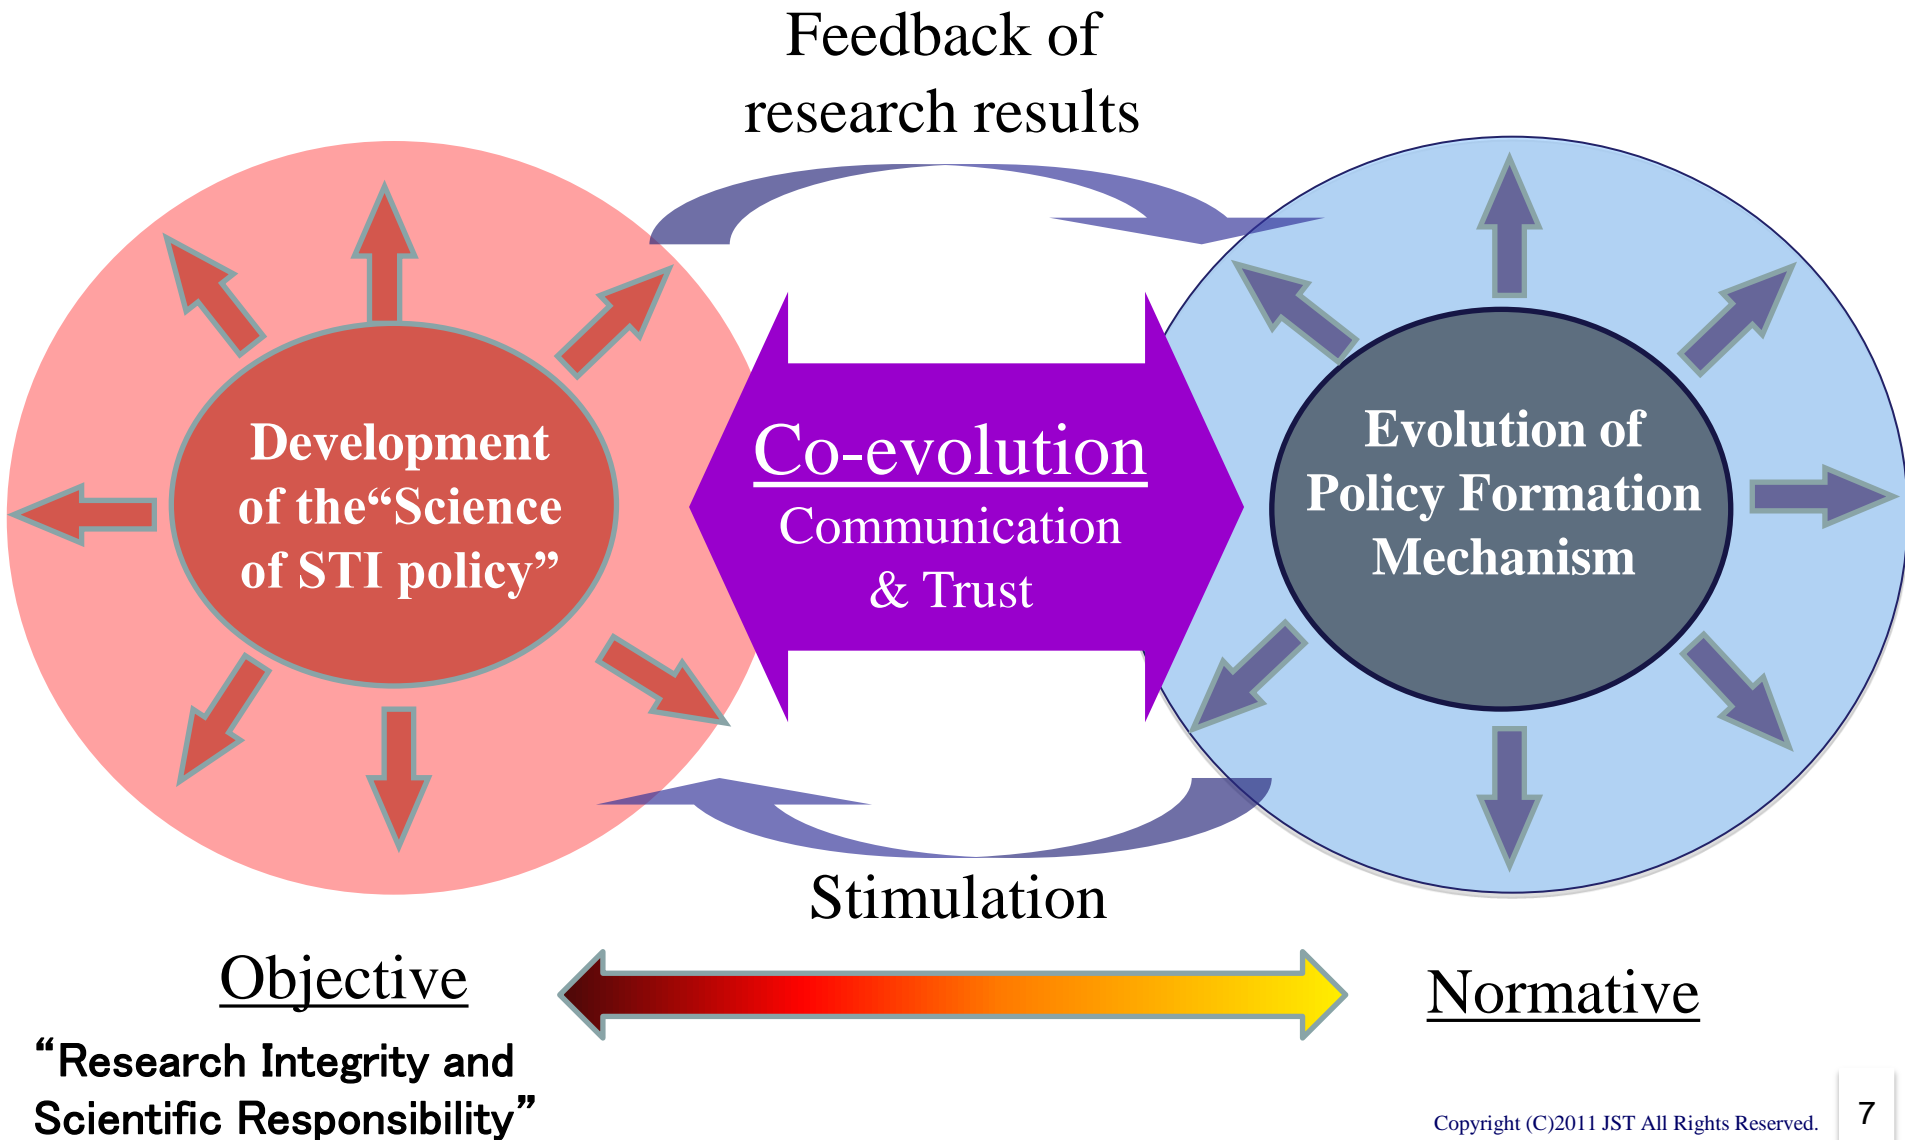 Feedback of
research results
Development
of the“Science
of STI policy”
Co-evolution
Communication
& Trust
Evolution of
Policy Formation
Mechanism
Stimulation
Objective
Normative
“Research Integrity and
Scientific Responsibility”
Copyright (C)2011 JST All Rights Reserved.
7